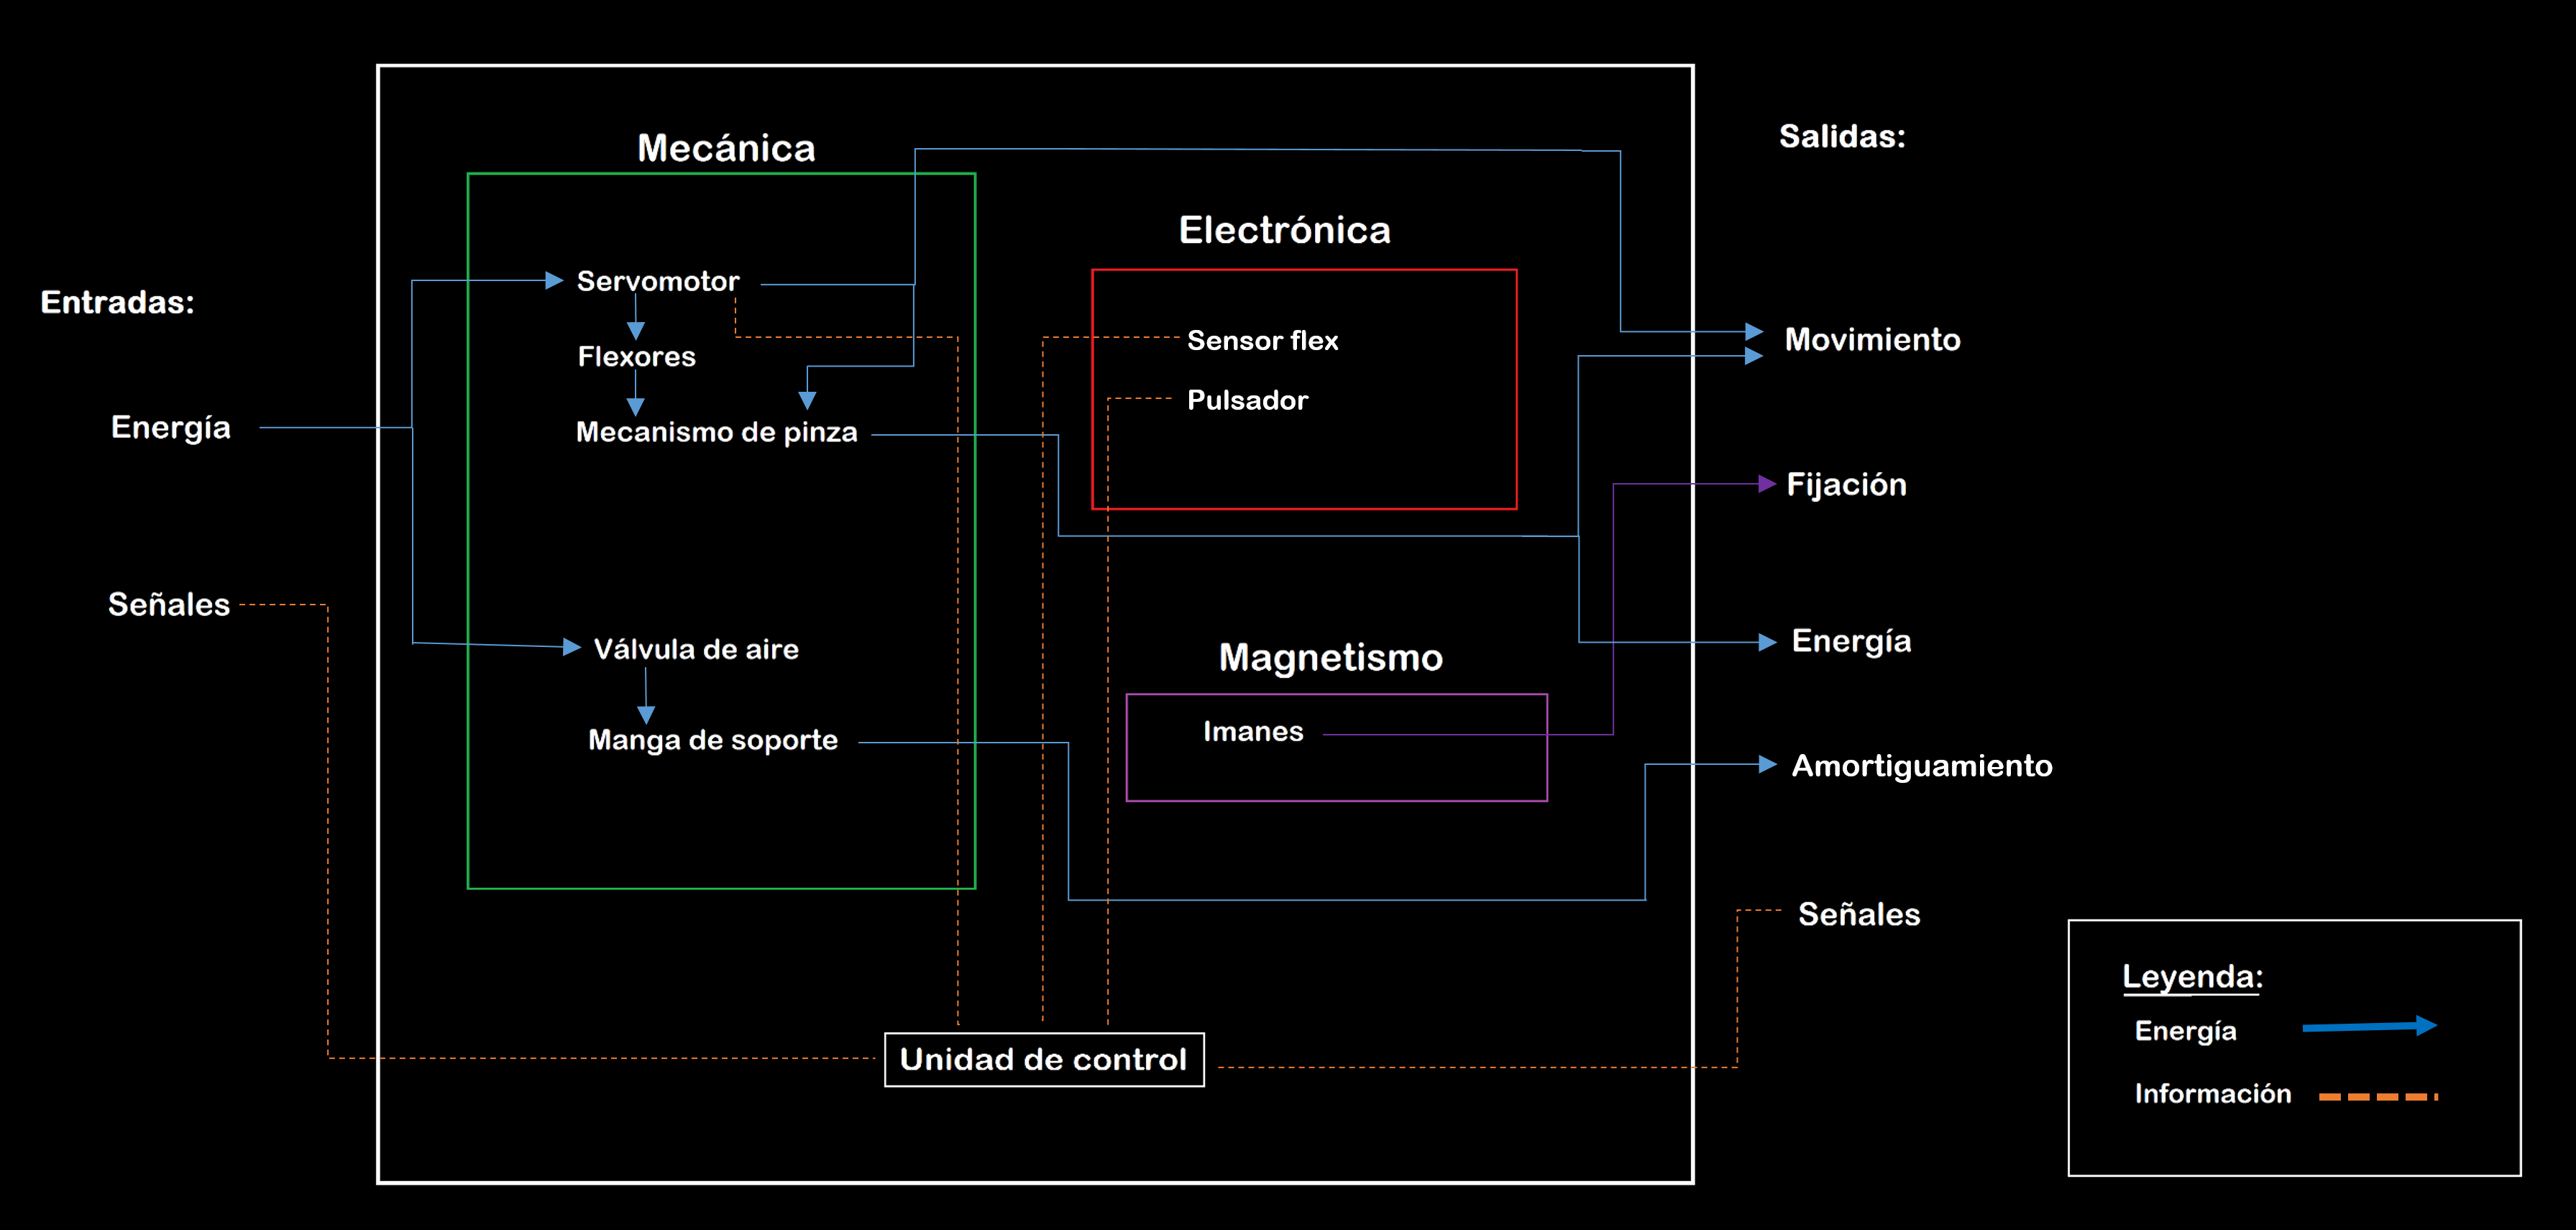 Entradas:
Energía
Señales
Mecánica
Servomotor
Flexores
Mecanismo de pinza
Válvula de aire
Manga de soporte
Electrónica
Sensor flex
Pulsador
Magnetismo
Imanes
Unidad de control
Salidas:
Movimiento
Fijación
Energía
Amortiguamiento
Señales
Leyenda:
Energía
Información